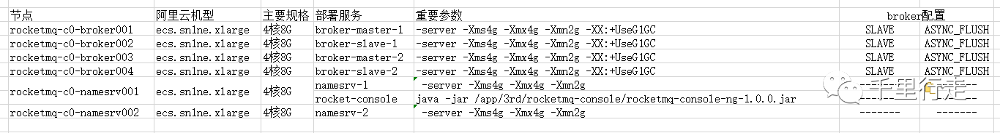 节点 阿里云机型 主要规格 部署服务 重要参数 broker配置
rocketmq-c0-broker001 ecs.sn1ne.xlarge 4核8G broker-master-1 -server -Xms4g -Xmx4g -Xmn2g -XX:+UseG1GC SLAVE ASYNC_FLUSH
rocketmq-c0-broker002 ecs.sn1ne.xlarge 4核8G broker-slave-1 -server -Xms4g -Xmx4g -Xmn2g -XX:+UseG1GC SLAVE ASYNC_FLUSH
rocketmq-c0-broker003 ecs.sn1ne.xlarge 4核8G broker-master-2 -server -Xms4g -Xmx4g -Xmn2g -XX:+UseG1GC SLAVE ASYNC_FLUSH
rocketmq-c0-broker004 ecs.sn1ne.xlarge 4核8G broker-slave-2 -server -Xms4g -Xmx4g -Xmn2g -XX:+UseG1GC SLAVE ASYNC_FLUSH
rocketmq-c0-namesrv001 ecs.sn1ne.xlarge 4核8G namesrv-1 -server -Xms4g -Xmx4g -Xmn2g ------- -------
rocket-console java -jar /app/3rd/rocketmq-console/rocketmq-console-ng-1.0.0.jar ------- -------
rocketmq-c0-namesrv002 ecs.sn1ne.xlarge 4核8G namesrv-2 -server -Xms4g -Xmx4g -Xmn2g ------- -------
千里行走